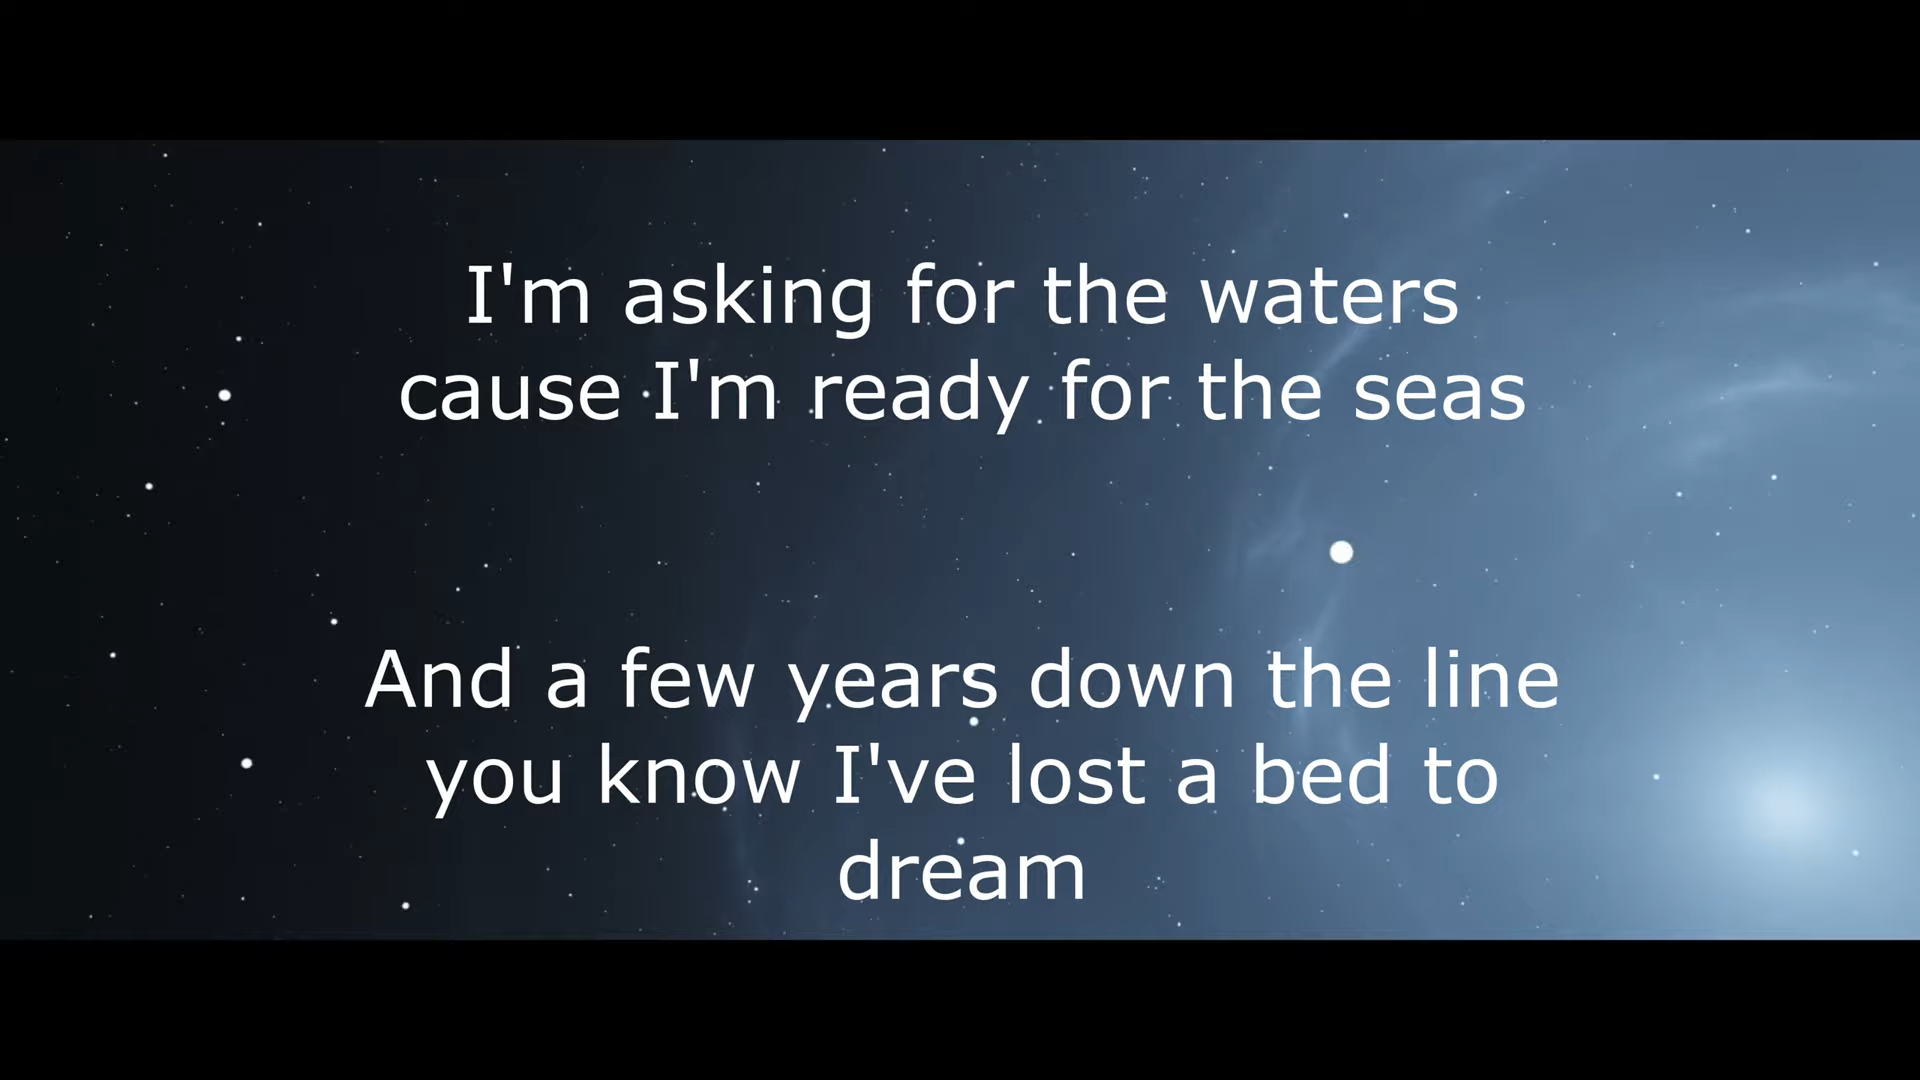 I'm asking for the waters
cause I'm ready for the seas
And a few years down the line
you know I've lost a bed to
dream